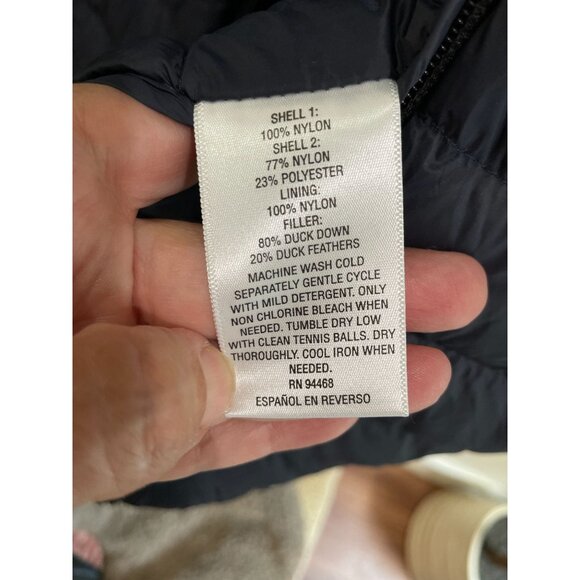 SHELL 1:
100% NYLON
SHELL 2:
77% NYLON
23% POLYESTER
LINING:
100% NYLON
FILLER:
80% DUCK DOWN
20% DUCK FEATHERS
MACHINE WASH COLD
SEPARATELY GENTLE CYCLE
WITH MILD DETERGENT. ONLY
NON CHLORINE BLEACH WHEN
NEEDED. TUMBLE DRY LOW
WITH CLEAN TENNIS BALLS. DRY
THOROUGHLY. COOL IRON WHEN
NEEDED.
RN 94468
ESPAÑOL EN REVERSO